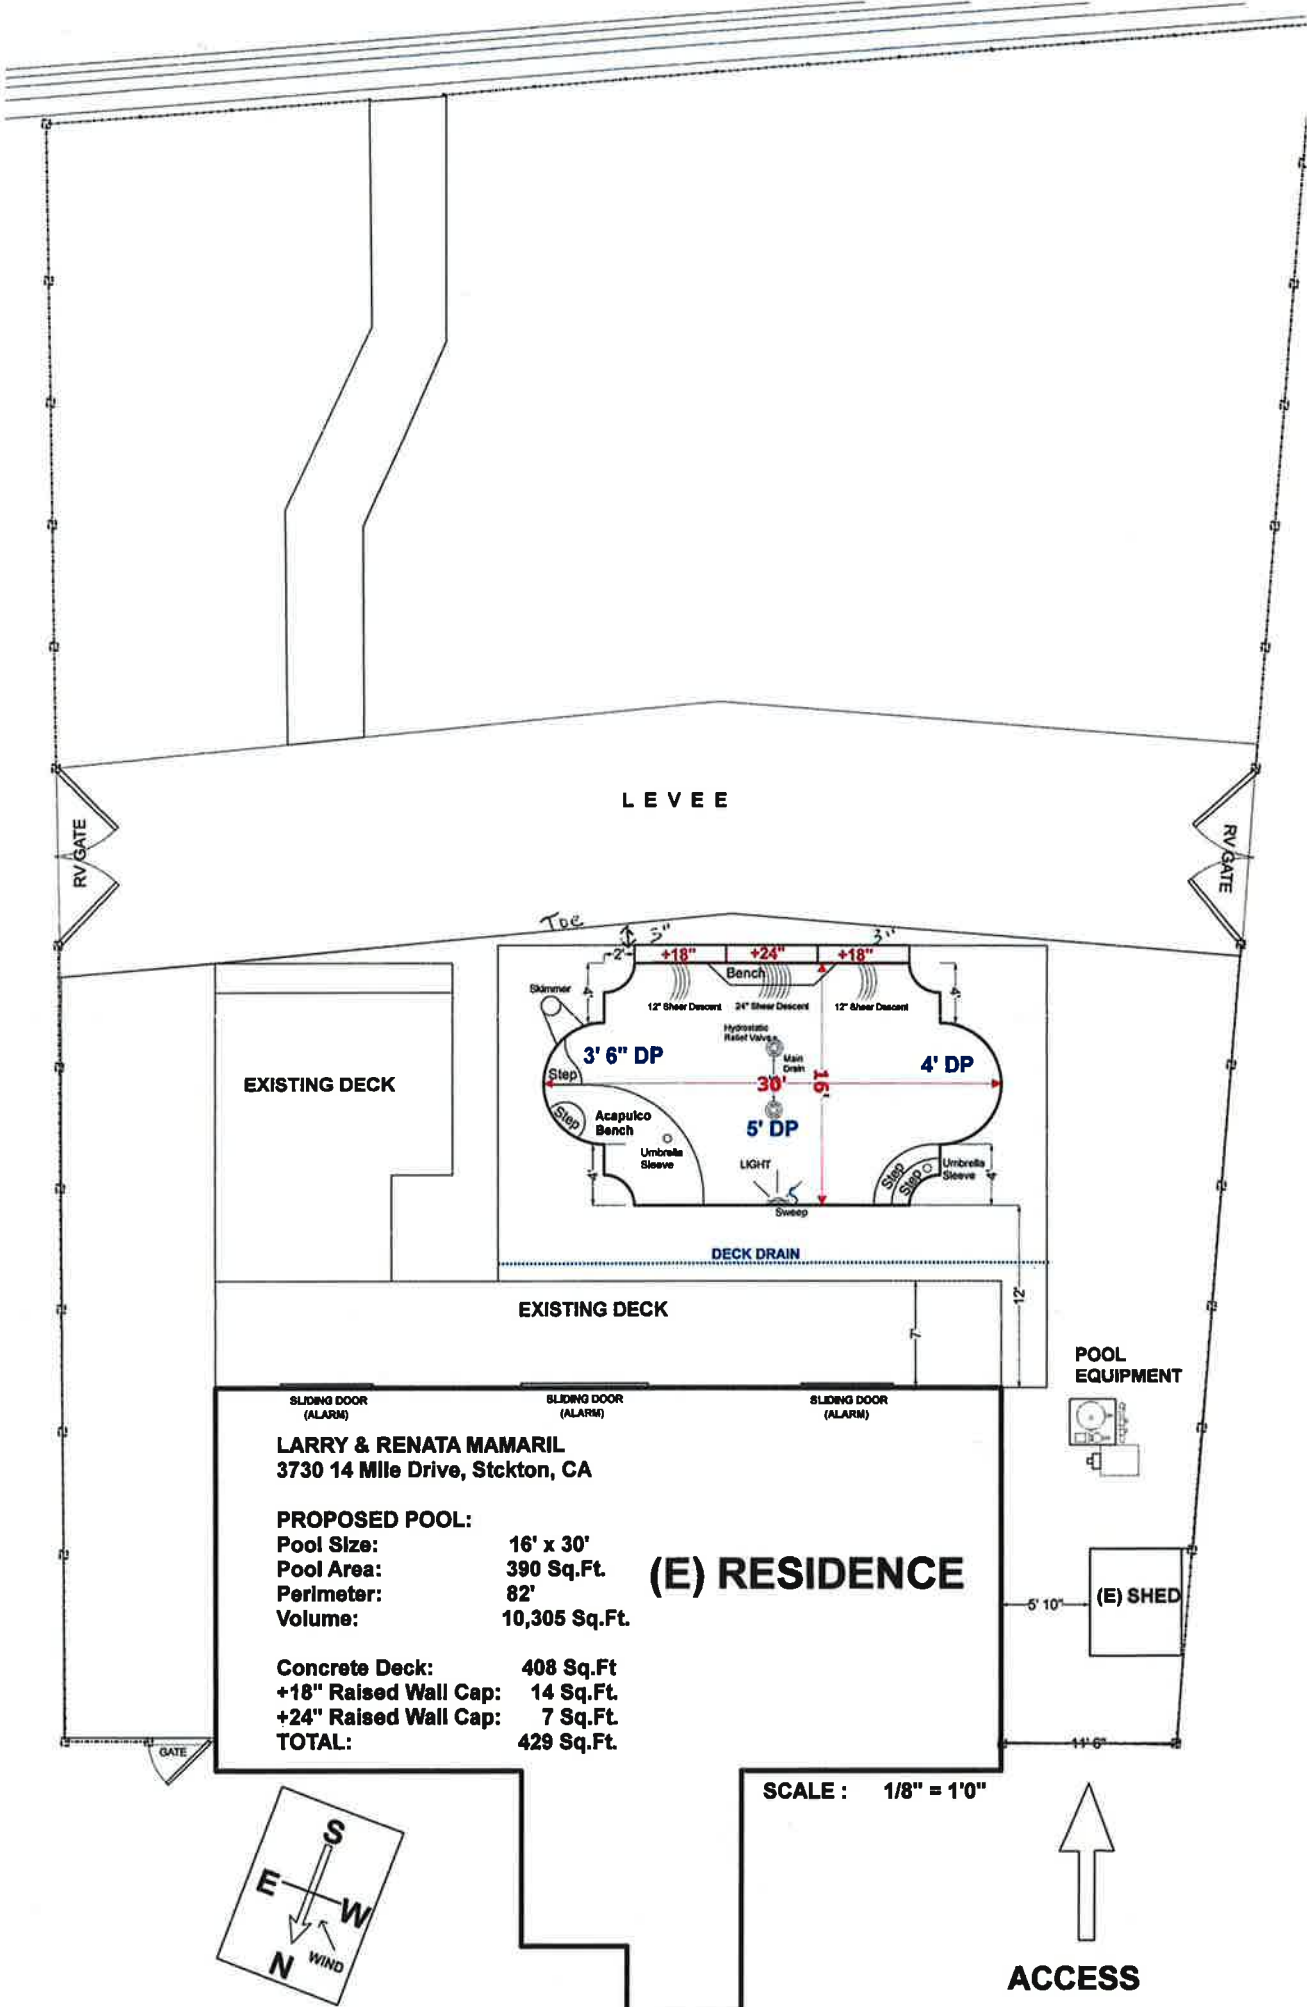 L E V E E
RV GATE
RV GATE
Toe
3"
3"
2'
+18"
+24"
+18"
Bench
4'
4'
Skimmer
12" Sheer Descent
24" Sheer Descent
12" Sheer Descent
Hydrostatic
Relief Valve
Main
Drain
3' 6" DP
4' DP
Step
30'
16'
EXISTING DECK
Step
Acapulco
Bench
5' DP
Umbrella
Sleeve
LIGHT
Step
Step
Umbrella
Sleeve
4'
4'
Sweep
DECK DRAIN
12'
EXISTING DECK
7'
POOL
EQUIPMENT
SLIDING DOOR
(ALARM)
SLIDING DOOR
(ALARM)
SLIDING DOOR
(ALARM)
LARRY & RENATA MAMARIL
3730 14 Mile Drive, Stckton, CA
PROPOSED POOL:
Pool Size: 16' x 30'
Pool Area: 390 Sq.Ft.
Perimeter: 82'
Volume: 10,305 Sq.Ft.
(E) RESIDENCE
5' 10"
(E) SHED
Concrete Deck: 408 Sq.Ft
+18" Raised Wall Cap: 14 Sq.Ft.
+24" Raised Wall Cap: 7 Sq.Ft.
TOTAL: 429 Sq.Ft.
GATE
11' 6"
SCALE : 1/8" = 1'0"
S
E
W
N
WIND
ACCESS